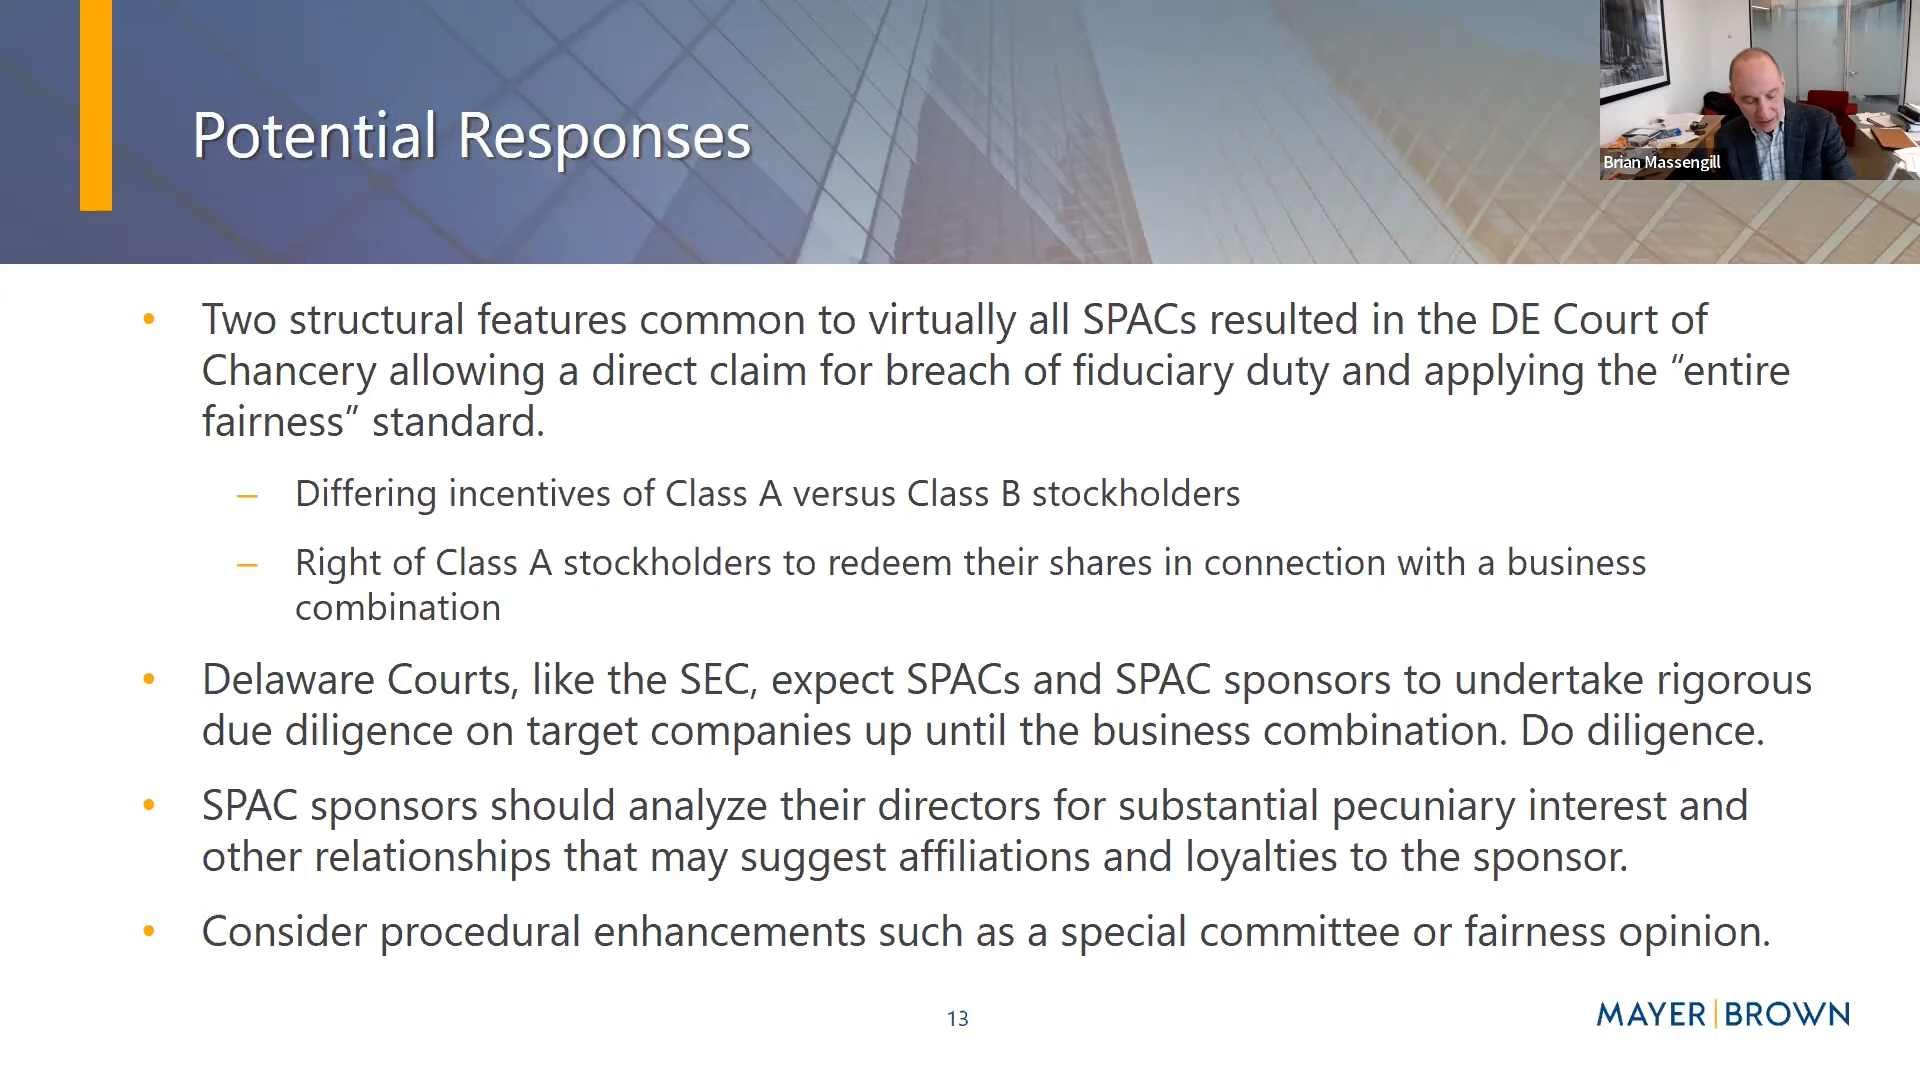 Potential Responses
Brian Massengill
• Two structural features common to virtually all SPACs resulted in the DE Court of
Chancery allowing a direct claim for breach of fiduciary duty and applying the “entire
fairness” standard.
– Differing incentives of Class A versus Class B stockholders
– Right of Class A stockholders to redeem their shares in connection with a business
combination
• Delaware Courts, like the SEC, expect SPACs and SPAC sponsors to undertake rigorous
due diligence on target companies up until the business combination. Do diligence.
• SPAC sponsors should analyze their directors for substantial pecuniary interest and
other relationships that may suggest affiliations and loyalties to the sponsor.
• Consider procedural enhancements such as a special committee or fairness opinion.
13
MAYER|BROWN